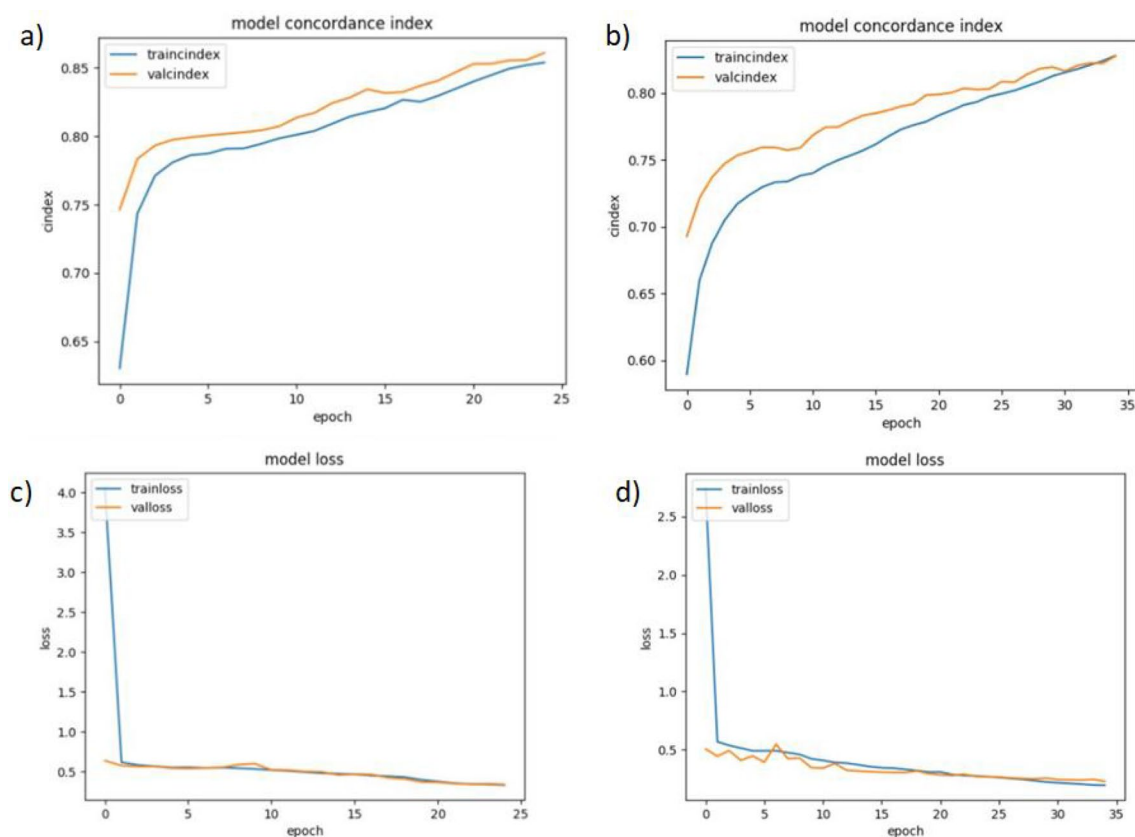 a)
model concordance index
traincindex
valcindex
cindex
0.85
0.80
0.75
0.70
0.65
0 5 10 15 20 25
epoch
b)
model concordance index
traincindex
valcindex
cindex
0.80
0.75
0.70
0.65
0.60
0 5 10 15 20 25 30 35
epoch
c)
model loss
trainloss
valloss
loss
4.0
3.5
3.0
2.5
2.0
1.5
1.0
0.5
0 5 10 15 20 25
epoch
d)
model loss
trainloss
valloss
loss
2.5
2.0
1.5
1.0
0.5
0 5 10 15 20 25 30 35
epoch